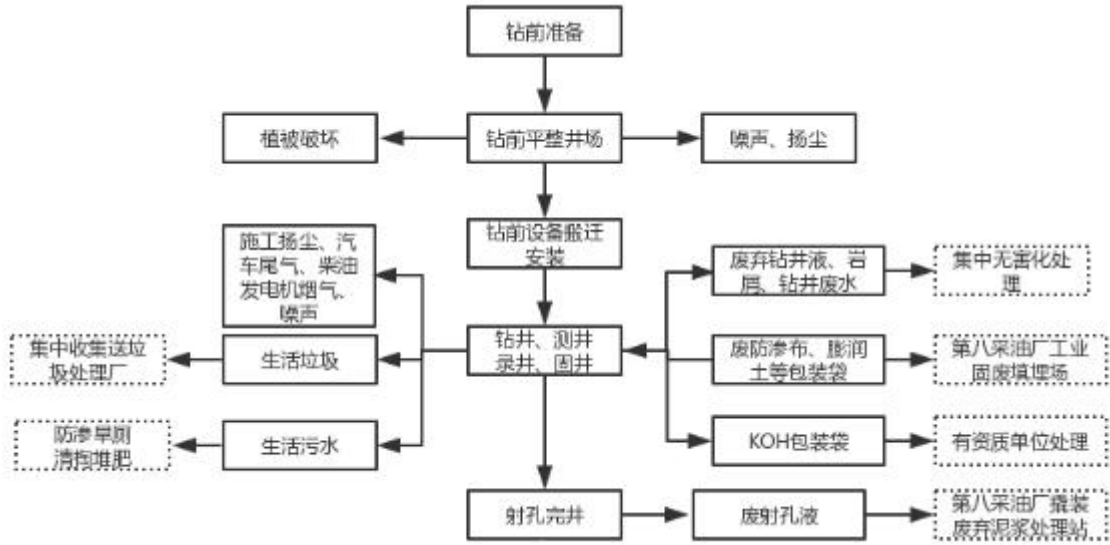 钻前准备
植被破坏
钻前平整井场
噪声、扬尘
钻前设备搬迁
安装
施工扬尘、汽
车尾气、柴油
发电机烟气、
噪声
废弃钻井液、岩
屑、钻井废水
集中无害化处
理
集中收集送垃
圾处理厂
生活垃圾
钻井、测井
录井、固井
废防渗布、膨润
土等包装袋
第八采油厂工业
固废填埋场
防渗旱厕
清掏堆肥
生活污水
KOH包装袋
有资质单位处理
射孔完井
废射孔液
第八采油厂撬装
废弃泥浆处理站